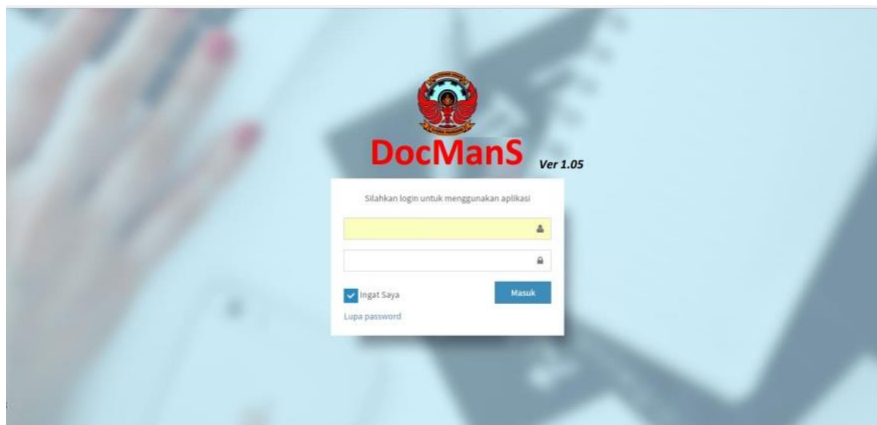 DocManS
Ver 1.05
Silahkan login untuk menggunakan aplikasi
Ingat Saya
Masuk
Lupa password